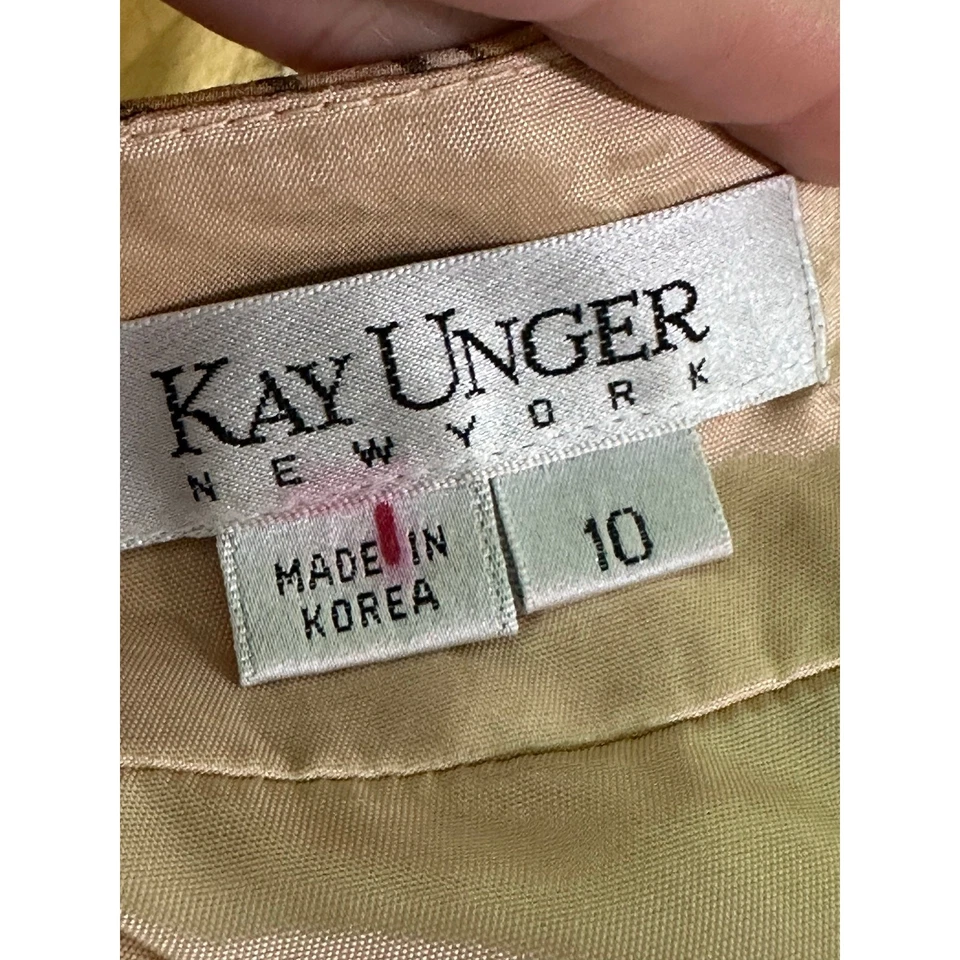 KAY UNGER
NEW YORK
MADE IN
KOREA
10